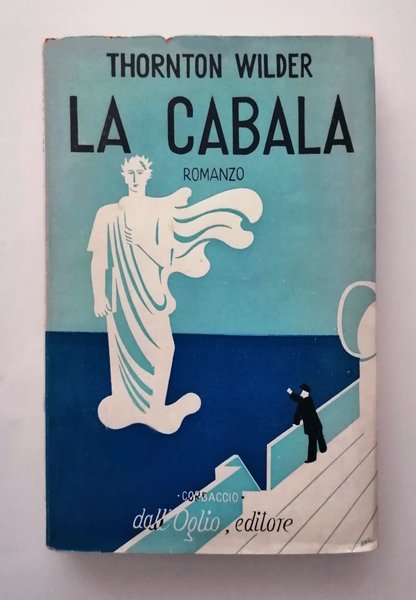 THORNTON WILDER
LA CABALA
ROMANZO
·CORBACCIO·
dall'Oglio, editore